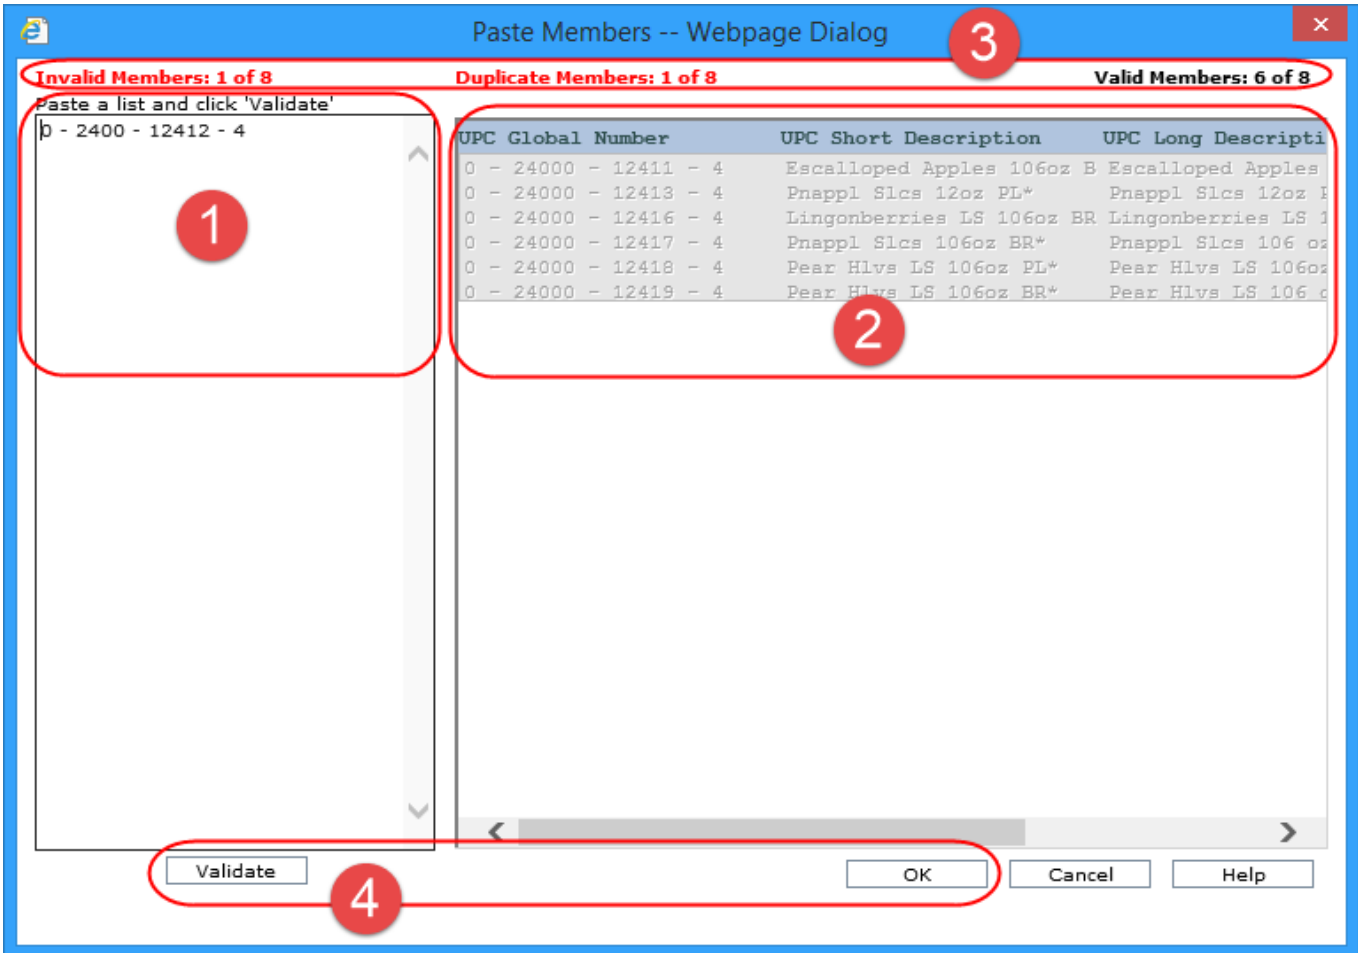 Paste Members -- Webpage Dialog
3
Invalid Members: 1 of 8 Duplicate Members: 1 of 8 Valid Members: 6 of 8
Paste a list and click 'Validate'
0 - 2400 - 12412 - 4
1
UPC Global Number UPC Short Description UPC Long Descripti
0 - 24000 - 12411 - 4 Escalloped Apples 106oz B Escalloped Apples
0 - 24000 - 12413 - 4 Pnappl Slcs 12oz PL* Pnappl Slcs 12oz P
0 - 24000 - 12416 - 4 Lingonberries LS 106oz BR Lingonberries LS 1
0 - 24000 - 12417 - 4 Pnappl Slcs 106oz BR* Pnappl Slcs 106 oz
0 - 24000 - 12418 - 4 Pear Hlvs LS 106oz PL* Pear Hlvs LS 106oz
0 - 24000 - 12419 - 4 Pear Hlvs LS 106oz BR* Pear Hlvs LS 106
2
Validate OK Cancel Help
4